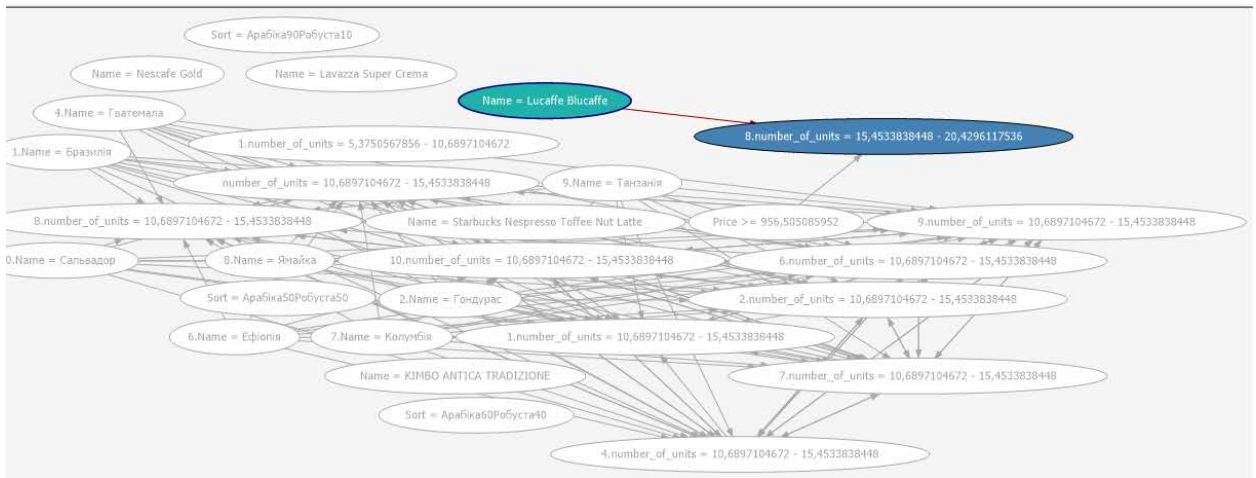 Sort = Арабіка90Робуста10
Name = Nescafe Gold
Name = Lavazza Super Crema
Name = Lucaffe Blucaffe
4.Name = Гватемала
8.number_of_units = 15,4533838448 - 20,4296117536
1.number_of_units = 5,3750567856 - 10,6897104672
1.Name = Бразилія
number_of_units = 10,6897104672 - 15,4533838448
9.Name = Танзанія
8.number_of_units = 10,6897104672 - 15,4533838448
Name = Starbucks Nespresso Toffee Nut Latte
Price >= 956,505085952
9.number_of_units = 10,6897104672 - 15,4533838448
0.Name = Сальвадор
8.Name = Ямайка
10.number_of_units = 10,6897104672 - 15,4533838448
6.number_of_units = 10,6897104672 - 15,4533838448
Sort = Арабіка50Робуста50
2.Name = Гондурас
2.number_of_units = 10,6897104672 - 15,4533838448
6.Name = Ефіопія
7.Name = Колумбія
1.number_of_units = 10,6897104672 - 15,4533838448
Name = KIMBO ANTICA TRADIZIONE
7.number_of_units = 10,6897104672 - 15,4533838448
Sort = Арабіка60Робуста40
4.number_of_units = 10,6897104672 - 15,4533838448